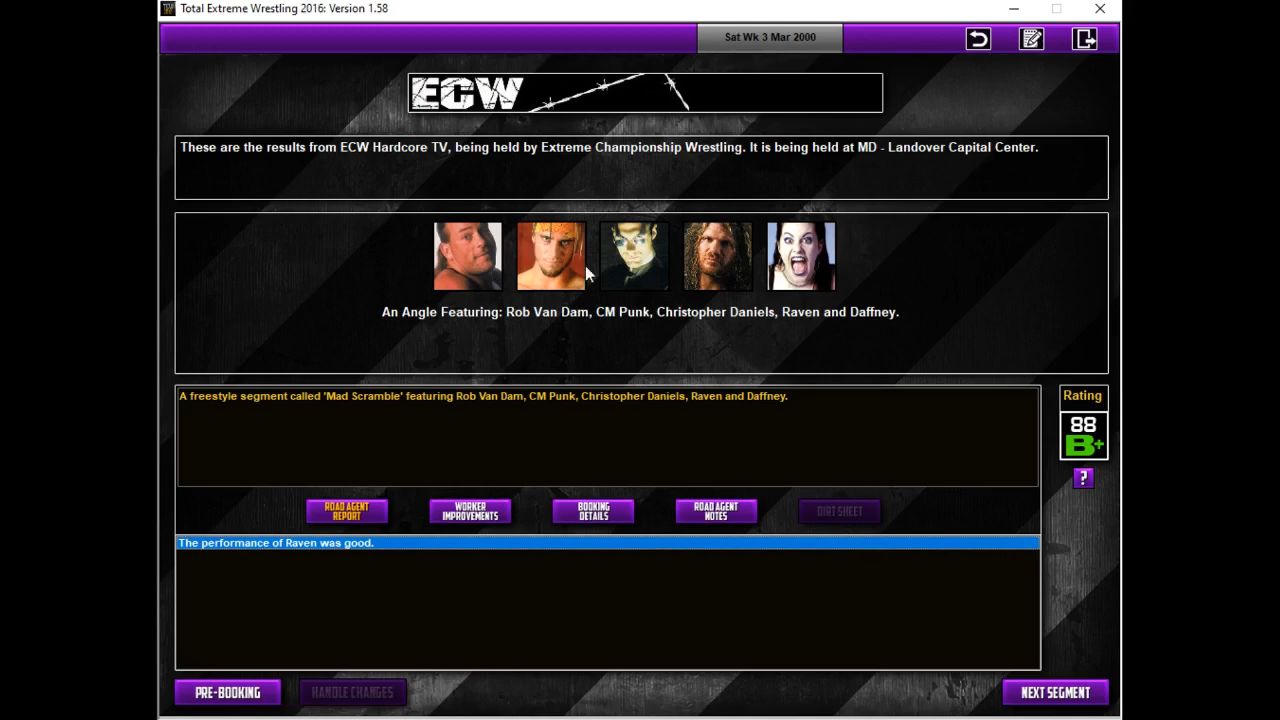 Total Extreme Wrestling 2016: Version 1.58
Sat Wk 3 Mar 2000
ECW
These are the results from ECW Hardcore TV, being held by Extreme Championship Wrestling. It is being held at MD - Landover Capital Center.
An Angle Featuring: Rob Van Dam, CM Punk, Christopher Daniels, Raven and Daffney.
A freestyle segment called 'Mad Scramble' featuring Rob Van Dam, CM Punk, Christopher Daniels, Raven and Daffney.
Rating
88
B+
?
ROAD AGENT
REPORT
WORKER
IMPROVEMENTS
BOOKING
DETAILS
ROAD AGENT
NOTES
DIRT SHEET
The performance of Raven was good.
PRE-BOOKING
HANDLE CHANGES
NEXT SEGMENT